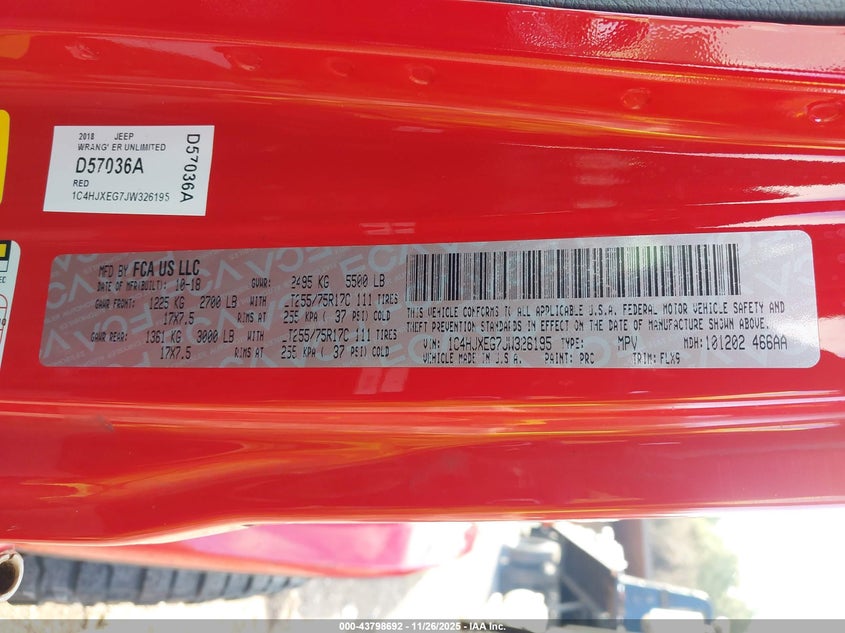 2018 JEEP
WRANG' ER UNLIMITED
D57036A
RED
1C4HJXEG7JW326195
D57036A
MFD BY FCA US LLC
DATE OF MFR(BUILT): 10-18
GVWR: 2495 KG 5500 LB
GAWR FRONT: 1225 KG 2700 LB WITH LT255/75R17C 111 TIRES
17X7.5 RIMS AT 255 KPA ( 37 PSI) COLD
GAWR REAR: 1361 KG 3000 LB WITH LT255/75R17C 111 TIRES
17X7.5 RIMS AT 255 KPA ( 37 PSI) COLD
THIS VEHICLE CONFORMS TO ALL APPLICABLE U.S.A. FEDERAL MOTOR VEHICLE SAFETY AND
THEFT PREVENTION STANDARDS IN EFFECT ON THE DATE OF MANUFACTURE SHOWN ABOVE.
VIN: 1C4HJXEG7JW326195 TYPE: MPV MDH: 101202 466AA
VEHICLE MADE IN U.S.A. PAINT: PRC TRIM: FLX9
000-43798692 - 11/26/2025 - IAA Inc.